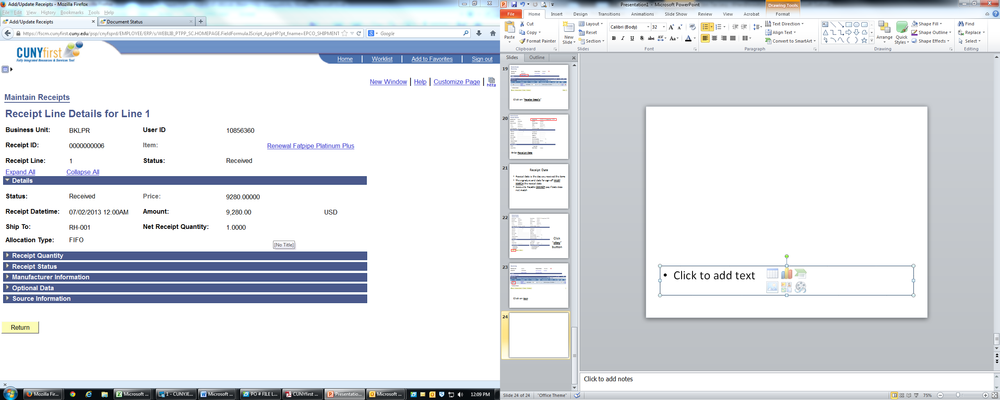 Add/Update Receipts - Mozilla Firefox
File Edit View History Bookmarks Tools Help
Add/Update Receipts
Document Status
https://fscm.cunyfirst.cuny.edu/psp/cnyfsprd/EMPLOYEE/ERP/s/WEBLIB_PTPP_SC.HOMEPAGE.FieldFormula.IScript_AppHP?pt_fname=EPCO_SHIPMENT
Google
CUNYfirst
Fully Integrated Resources & Services Tool
Home Worklist Add to Favorites Sign out
New Window Help Customize Page http
Maintain Receipts
Receipt Line Details for Line 1
Business Unit: BKLPR User ID 10856360
Receipt ID: 0000000006 Item: Renewal Fatpipe Platinum Plus
Receipt Line: 1 Status: Received
Expand All Collapse All
Details
Status: Received Price: 9280.00000
Receipt Datetime: 07/02/2013 12:00AM Amount: 9,280.00 USD
Ship To: RH-001 Net Receipt Quantity: 1.0000
Allocation Type: FIFO
[No Title]
Receipt Quantity
Receipt Status
Manufacturer Information
Optional Data
Source Information
Return
Mozilla Fir...
Microsoft ...
1 - CUNYJE...
Microsoft ...
PO # FILE L...
CUNYfirst ...
Presentatio...
Microsoft ...
12:09 PM
Presentation1 - Microsoft PowerPoint
Drawing Tools
File Home Insert Design Transitions Animations Slide Show Review View Acrobat Format
Paste
Cut
Copy
Format Painter
Clipboard
New Slide
Layout
Reset
Section
Slides
Calibri (Body) 32
B I U S abc AV Aa A
Font
Text Direction
Align Text
Convert to SmartArt
Paragraph
Arrange
Quick Styles
Shape Fill
Shape Outline
Shape Effects
Drawing
Find
Replace
Select
Editing
Slides Outline
19
Click on "Header Details"
20
Enter Receipt Date
21
Receipt Date
• Receipt Date is the day you received the items
• The signature and date for sign-off MUST
MATCH the receipt date
• Accounts Payable CANNOT pay if date does
not match
22
Click
"okay"
button
23
Click on Icon
24
• Click to add text
Click to add notes
Slide 24 of 24 "Office Theme" 75%